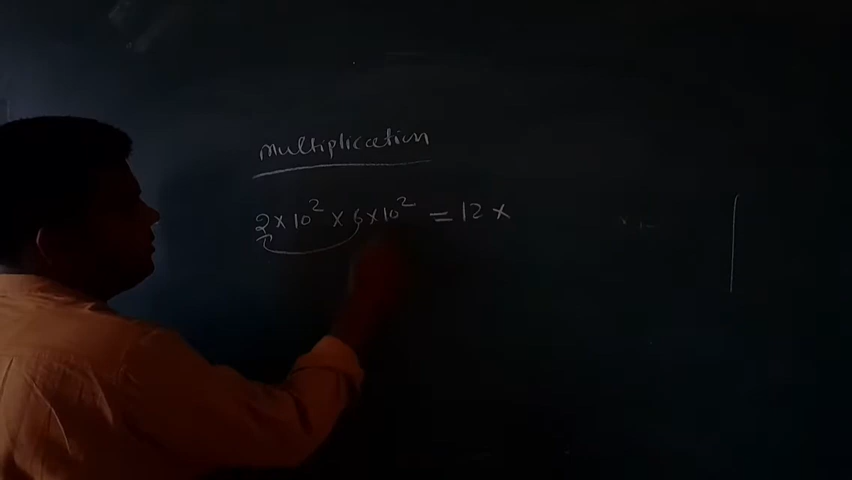 multiplication
2 × 10² × 6 × 10² = 12 ×